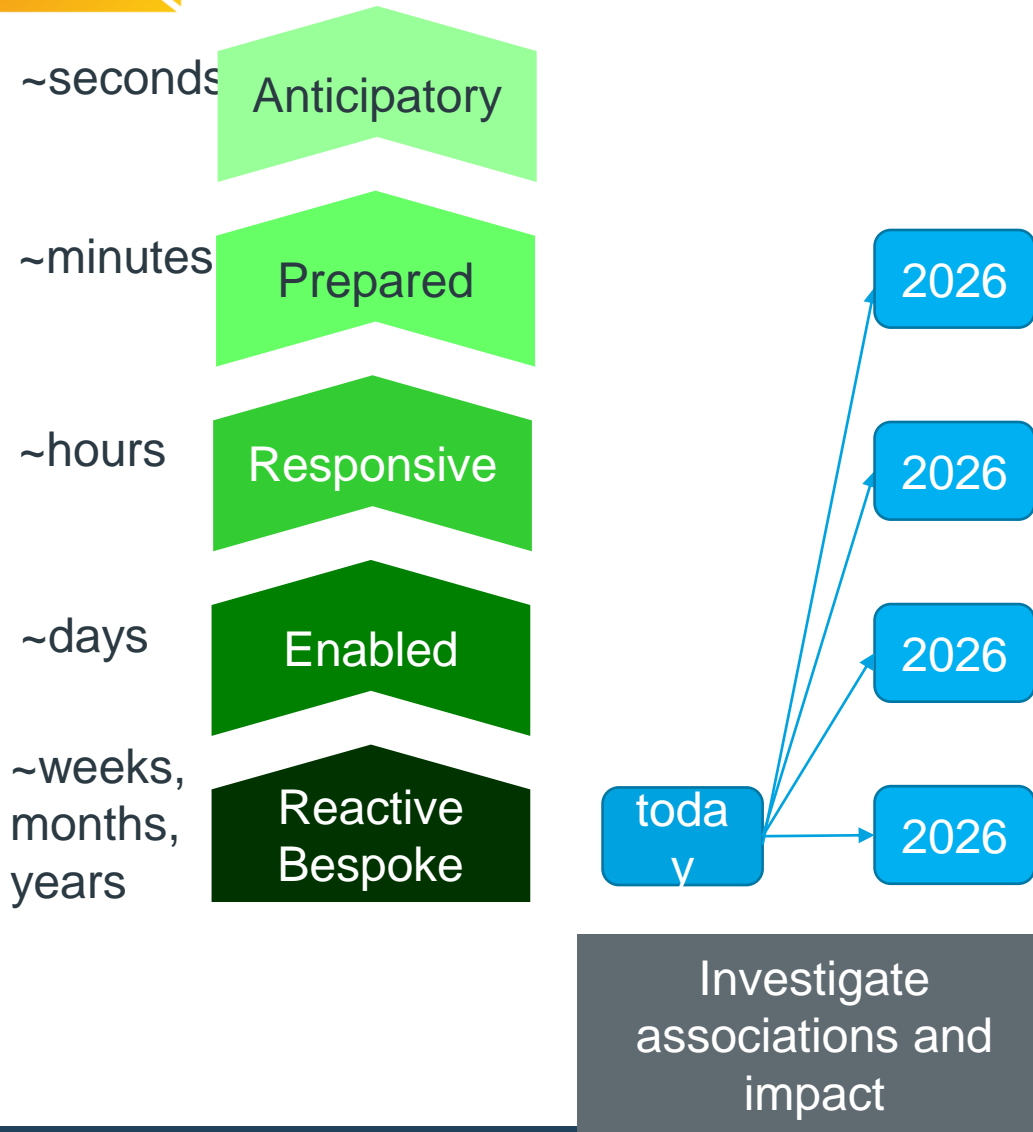 ~seconds
Anticipatory
~minutes
Prepared
2026
~hours
Responsive
2026
~days
Enabled
2026
~weeks,
months,
years
Reactive
Bespoke
toda
y
2026
Investigate
associations and
impact